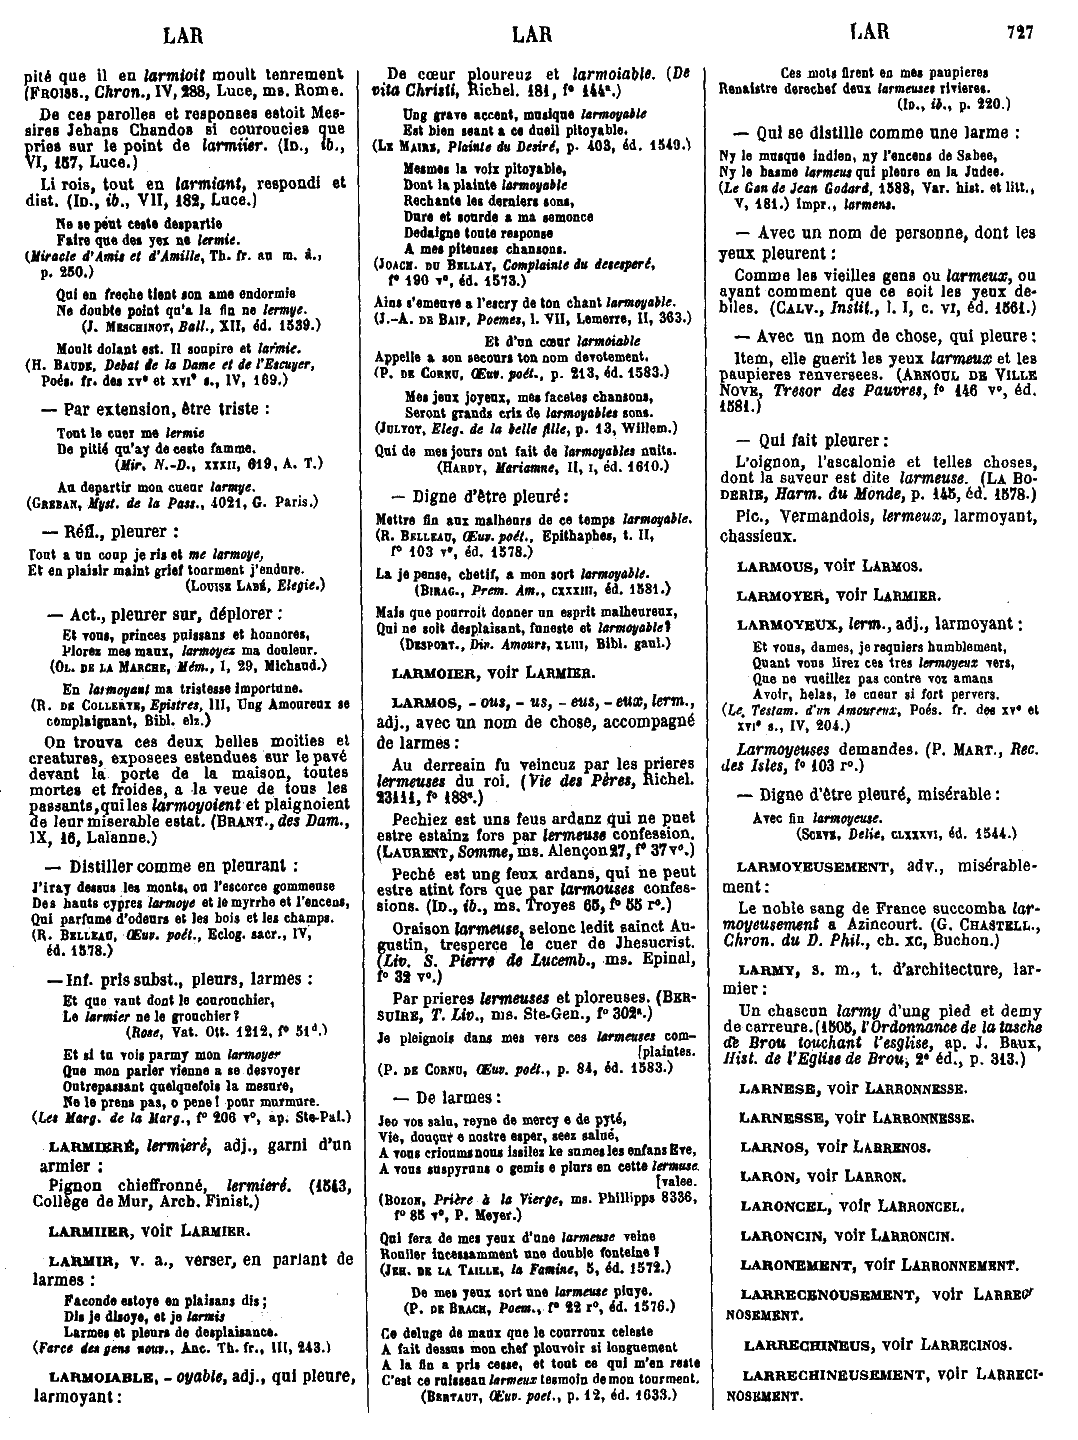 LAR
LAR
LAR
727
pité que il en larmioit moult tenrement
(FROISS., Chron., IV, 288, Luce, ms. Rome.
De ces parolles et responses estoit Mes-
sires Jehans Chandos si couroucies que
pries sur le point de larmiier. (ID., ib.,
VI, 157, Luce.)
Li rois, tout en larmiant, respondi et
dist. (ID., ib., VII, 182, Luce.)
Ne se peut ceste despartie
Faire que des yex ne lermie.
(Miracle d'Amis et d'Amille, Th. fr. au m. â.,
p. 250.)
Qui en freche tient son ame endormie
Ne doubte point qu'a la fin ne lermye.
(J. MESCHINOT, Ball., XII, éd. 1539.)
Moult dolant est. Il soupire et larmie.
(H. BAUDE, Debat de la Dame et de l'Escuyer,
Poés. fr. des XVe et XVIe s., IV, 169.)
— Par extension, être triste :
Tout le cuer me lermie
De pitié qu'ay de ceste famme.
(Mir. N.-D., XXXII, 619, A. T.)
Au departir mon cueur larmye.
(GREBAN, Myst. de la Pass., 4021, G. Paris.)
— Réfl., pleurer :
Tout a un coup je ris et me larmoye,
Et en plaisir maint grief tourment j'endure.
(LOUISE LABÉ, Elegie.)
— Act., pleurer sur, déplorer :
Et vous, princes puissans et honnores,
Plorez mes maux, larmoyez ma douleur.
(OL. DE LA MARCHE, Mém., I, 29, Michaud.)
En larmoyant ma tristesse importune.
(R. DE COLLERYE, Epistres, III, Ung Amoureux se
complaignant, Bibl. elz.)
On trouva ces deux belles moities et
creatures, exposees estendues sur le pavé
devant la porte de la maison, toutes
mortes et froides, a la veue de tous les
passants, qui les larmoyoient et plaignoient
de leur miserable estat. (BRANT., des Dam.,
IX, 16, Lalanne.)
— Distiller comme en pleurant :
J'iray dessus les monts, ou l'escorce gommeuse
Des hauts cypres larmoye et le myrrhe et l'encens,
Qui parfume d'odeurs et les bois et les champs.
(R. BELLEAU, Œuv. poét., Eclog. sacr., IV,
éd. 1578.)
— Inf. pris subst., pleurs, larmes :
Et que vaut dont le courouchier,
Le larmier ne le grouchier ?
(Rose, Vat. Ott. 1212, f° 51d.)
Et si tu vois parmy mon larmoyer
Que mon parler vienne a se desvoyer
Outrepassant quelquefois la mesure,
Ne le prens pas, o pene ! pour murmure.
(Les Marg. de la Marg., f° 206 v°, ap. Ste-Pal.)
LARMIERÉ, lermieré, adj., garni d'un
armier :
Pignon chieffronné, lermieré. (1543,
Collège de Mur, Arch. Finist.)
LARMIIER, voir LARMIER.
LARMIR, v. a., verser, en parlant de
larmes :
Faconde estoye en plaisans dis ;
Dis je disoye, et je larmis
Larmes et pleurs de desplaisance.
(Farce des gens nouv., Anc. Th. fr., III, 243.)
LARMOIABLE, - oyable, adj., qui pleure,
larmoyant :
De cœur ploureuz et larmoiable. (De
vita Christi, Richel. 181, f° 144a.)
Ung grave accent, musique larmoyable
Est bien seant a ce dueil pitoyable.
(LE MAIRE, Plainte du Desiré, p. 403, éd. 1549.)
Mesmes la voix pitoyable,
Dont la plainte larmoyable
Rechante les derniers sons,
Dure et sourde a ma semonce
Dedaigne toute response
A mes piteuses chansons.
(JOACH. DU BELLAY, Complainte du desesperé,
f° 190 v°, éd. 1573.)
Ains s'emeuve a l'escry de ton chant larmoyable.
(J.-A. DE BAIF, Poemes, l. VII, Lemerre, II, 363.)
Et d'un cœur larmoiable
Appelle a son secours ton nom devotement.
(P. DE CORNU, Œuv. poét., p. 213, éd. 1583.)
Mes jeux joyeux, mes facetes chansons,
Seront grands cris de larmoyables sons.
(JULYOT, Eleg. de la belle fille, p. 13, Willem.)
Qui de mes jours ont fait de larmoyables nuits.
(HARDY, Mariamne, II, I, éd. 1610.)
— Digne d'être pleuré :
Mettre fin aux malheurs de ce temps larmoyable.
(R. BELLEAU, Œuv. poét., Epithaphes, t. II,
f° 103 v°, éd. 1578.)
La je pense, chetif, a mon sort larmoyable.
(BIRAG., Prem. Am., CXXXIII, éd. 1581.)
Mais que pourroit donner un esprit malheureux,
Qui ne soit desplaisant, funeste et larmoyable ?
(DESPORT., Div. Amours, XLIII, Bibl. gaul.)
LARMOIER, voir LARMIER.
LARMOS, - ous, - us, - eus, - eux, lerm.,
adj., avec un nom de chose, accompagné
de larmes :
Au derreain fu veincuz par les prieres
lermeuses du roi. (Vie des Pères, Richel.
23111, f° 188a.)
Pechiez est uns feus ardanz qui ne puet
estre estainz fors par lermeuse confession.
(LAURENT, Somme, ms. Alençon 27, f° 37 v°.)
Peché est ung feux ardans, qui ne peut
estre atint fors que par larmouses confes-
sions. (ID., ib., ms. Troyes 65, f° 55 r°.)
Oraison larmeuse, selonc ledit sainct Au-
gustin, tresperce le cuer de Jhesucrist.
(Liv. S. Pierre de Lucemb., ms. Epinal,
f° 32 v°.)
Par prieres lermeuses et ploreuses. (BER-
SUIRE, T. Liv., ms. Ste-Gen., f° 302a.)
Je pleignois dans mes vers ces larmeuses com-
[plaintes.
(P. DE CORNU, Œuv. poét., p. 84, éd. 1583.)
— De larmes :
Jeo vos salu, reyne de mercy e de pyté,
Vie, douçur e nostre esper, seez salué,
A vous crioums nous issilez ke sumes les enfans Eve,
A vous suspyruns o gemis e plurs en cette lermuse
[valee.
(BOZON, Prière à la Vierge, ms. Phillipps 8336,
f° 85 v°, P. Meyer.)
Qui fera de mes yeux d'une larmeuse veine
Rouller incessamment une double fonteine ?
(JEH. DE LA TAILLE, la Famine, 5, éd. 1572.)
De mes yeux sort une larmeuse pluye.
(P. DE BRACH, Poem., f° 22 r°, éd. 1576.)
Ce deluge de maux que le courroux celeste
A fait dessus mon chef plouvoir si longuement
A la fin a pris cesse, et tout ce qui m'en reste
C'est ce ruisseau larmeux tesmoin de mon tourment.
(BERTAUT, Œuv. poet., p. 12, éd. 1633.)
Ces mots firent en mes paupieres
Renaistre derechef deux larmeuses rivieres.
(ID., ib., p. 220.)
— Qui se distille comme une larme :
Ny le musque indien, ny l'encens de Sabee,
Ny le basme larmeus qui pleure en la Judee.
(Le Gan de Jean Godard, 1588, Var. hist. et litt.,
V, 181.) Impr., larmens.
— Avec un nom de personne, dont les
yeux pleurent :
Comme les vieilles gens ou larmeux, ou
ayant comment que ce soit les yeux de-
biles. (CALV., Instit., l. I, c. VI, éd. 1561.)
— Avec un nom de chose, qui pleure :
Item, elle guerit les yeux larmeux et les
paupieres renversees. (ARNOUL DE VILLE
NOVE, Tresor des Pauvres, f° 146 v°, éd.
1581.)
— Qui fait pleurer :
L'oignon, l'ascalonie et telles choses,
dont la saveur est dite larmeuse. (LA BO-
DERIE, Harm. du Monde, p. 145, éd. 1578.)
Pic., Vermandois, lermeux, larmoyant,
chassieux.
LARMOUS, voir LARMOS.
LARMOYER, voir LARMIER.
LARMOYEUX, lerm., adj., larmoyant :
Et vous, dames, je requiers humblement,
Quant vous lirez ces tres lermoyeux vers,
Que ne vueillez pas contre voz amans
Avoir, helas, le cueur si fort pervers.
(Le Testam. d'un Amoureux, Poés. fr. des XVe et
XVIe s., IV, 204.)
Larmoyeuses demandes. (P. MART., Rec.
des Isles, f° 103 r°.)
— Digne d'être pleuré, misérable :
Avec fin larmoyeuse.
(SCEVE, Delie, CLXXXVI, éd. 1544.)
LARMOYEUSEMENT, adv., misérable-
ment :
Le noble sang de France succomba lar-
moyeusement a Azincourt. (G. CHASTELL.,
Chron. du D. Phil., ch. XC, Buchon.)
LARMY, s. m., t. d'architecture, lar-
mier :
Un chascun larmy d'ung pied et demy
de carreure. (1505, l'Ordonnance de la tasche
de Brou touchant l'esglise, ap. J. Baux,
Hist. de l'Eglise de Brou, 2e éd., p. 313.)
LARNESE, voir LARRONNESSE.
LARNESSE, voir LARRONNESSE.
LARNOS, voir LARRENOS.
LARON, voir LARRON.
LARONCEL, voir LARRONCEL.
LARONCIN, voir LARRONCIN.
LARONEMENT, voir LARRONNEMENT.
LARRECENOUSEMENT, voir LARRECI-
NOSEMENT.
LARRECHINEUS, voir LARRECINOS.
LARRECHINEUSEMENT, voir LARRECI-
NOSEMENT.